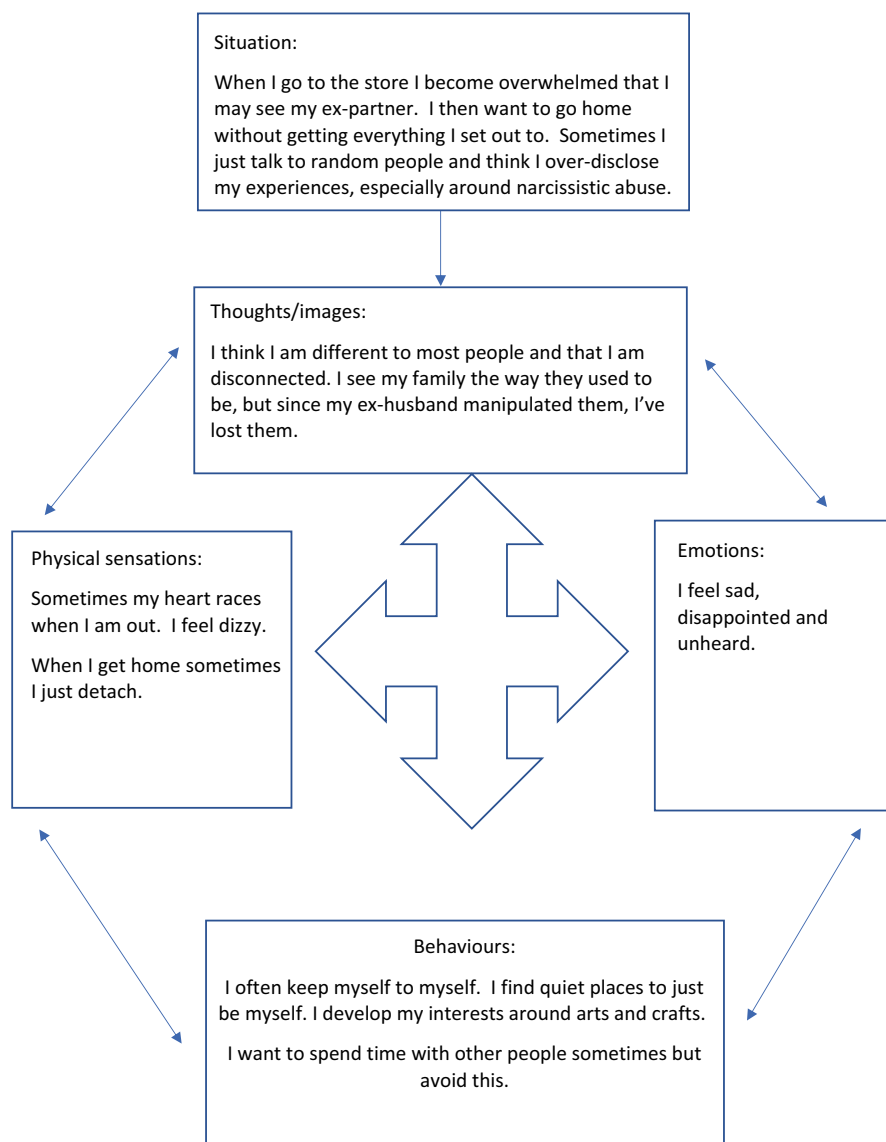 Situation:
When I go to the store I become overwhelmed that I
may see my ex-partner.  I then want to go home
without getting everything I set out to.  Sometimes I
just talk to random people and think I over-disclose
my experiences, especially around narcissistic abuse.
Thoughts/images:
I think I am different to most people and that I am
disconnected. I see my family the way they used to
be, but since my ex-husband manipulated them, I’ve
lost them.
Physical sensations:
Sometimes my heart races
when I am out.  I feel dizzy.
When I get home sometimes
I just detach.
Emotions:
I feel sad,
disappointed and
unheard.
Behaviours:
I often keep myself to myself.  I find quiet places to just
be myself. I develop my interests around arts and crafts.
I want to spend time with other people sometimes but
avoid this.